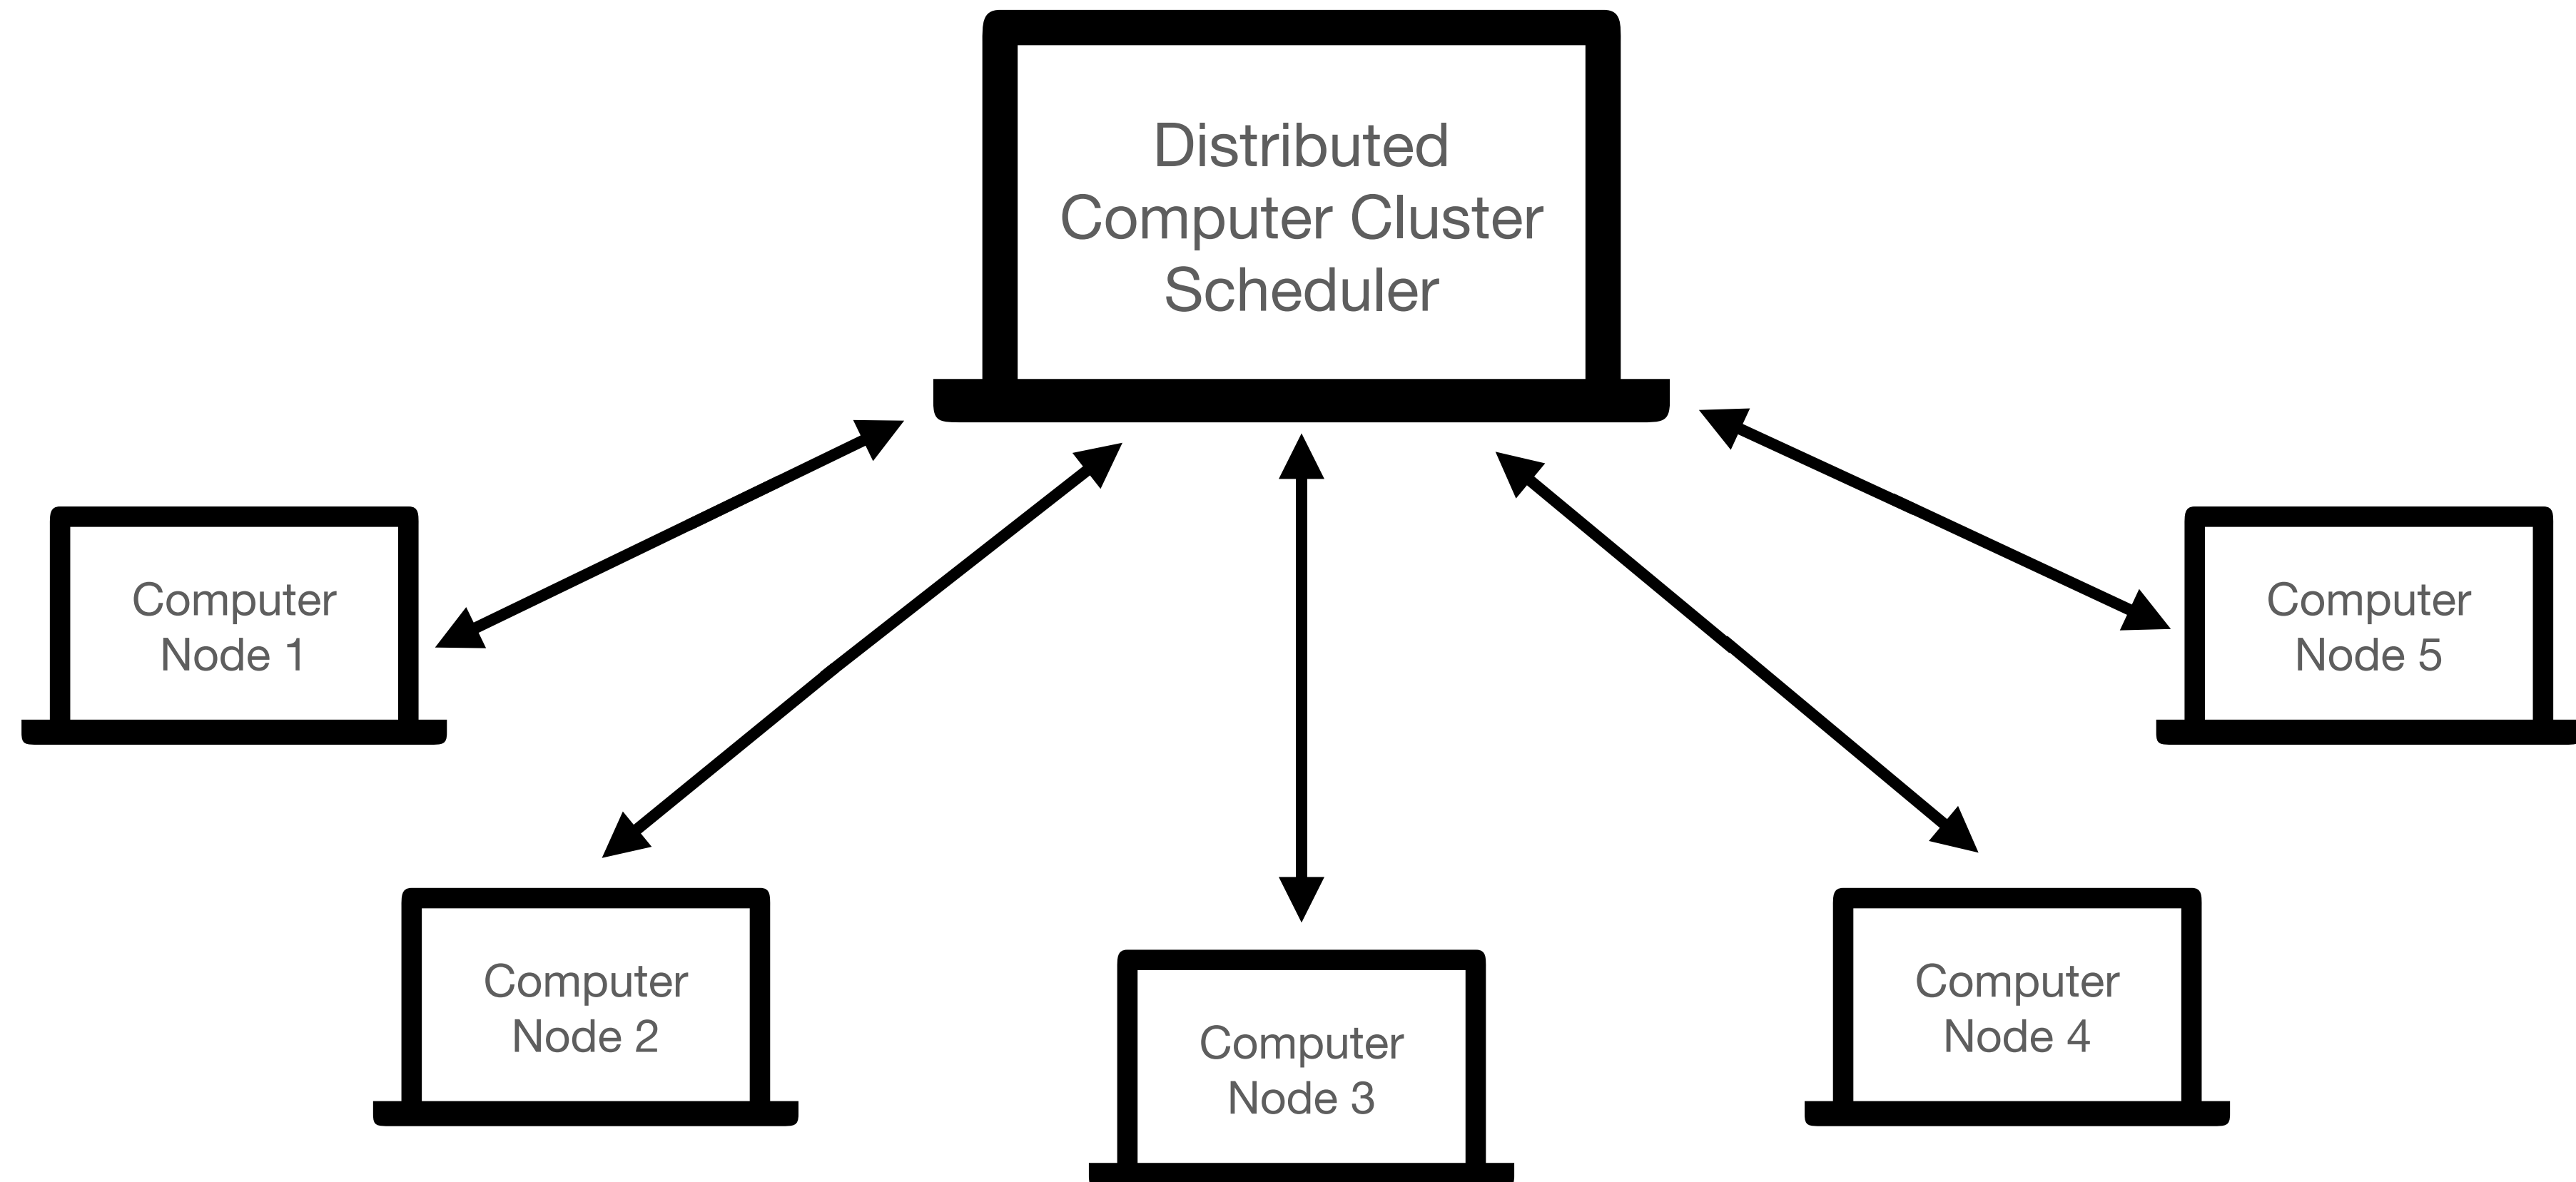 Distributed
Computer Cluster
Scheduler
Computer
Node 1
Computer
Node 2
Computer
Node 3
Computer
Node 4
Computer
Node 5